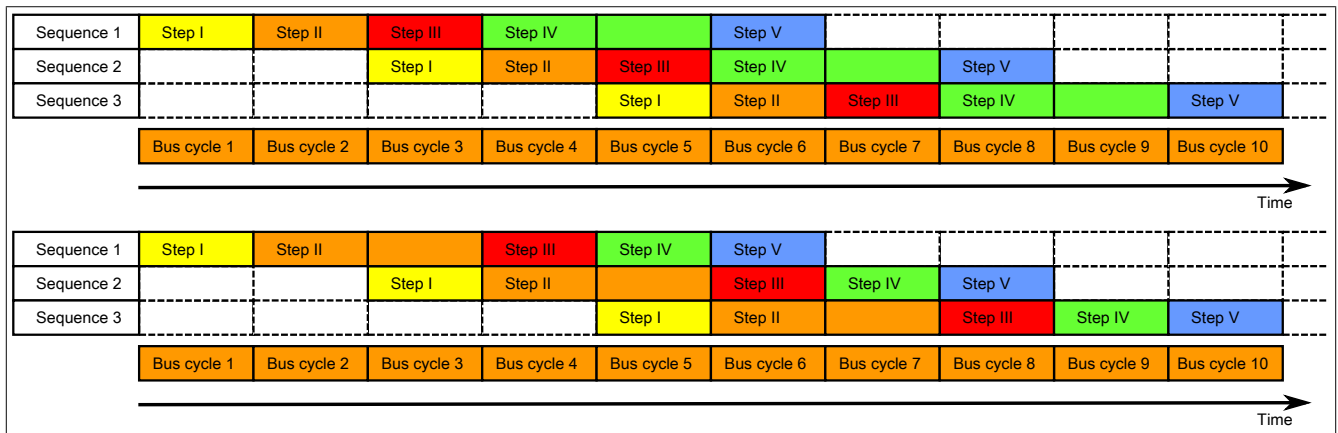 Sequence 1 Step I Step II Step III Step IV Step V
Sequence 2 Step I Step II Step III Step IV Step V
Sequence 3 Step I Step II Step III Step IV Step V
Bus cycle 1 Bus cycle 2 Bus cycle 3 Bus cycle 4 Bus cycle 5 Bus cycle 6 Bus cycle 7 Bus cycle 8 Bus cycle 9 Bus cycle 10
Time
Sequence 1 Step I Step II Step III Step IV Step V
Sequence 2 Step I Step II Step III Step IV Step V
Sequence 3 Step I Step II Step III Step IV Step V
Bus cycle 1 Bus cycle 2 Bus cycle 3 Bus cycle 4 Bus cycle 5 Bus cycle 6 Bus cycle 7 Bus cycle 8 Bus cycle 9 Bus cycle 10
Time